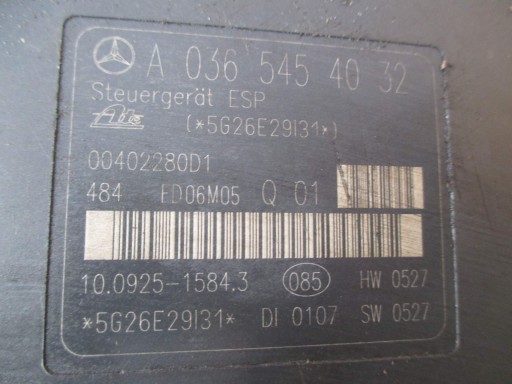 A 036 545 40 32
Steuergerät ESP
Ate (*5G26E29I31*)
00402280D1
484 ED06M05 Q 01
10.0925-1584.3 085 HW 0527
*5G26E29I31* DI 0107 SW 0527